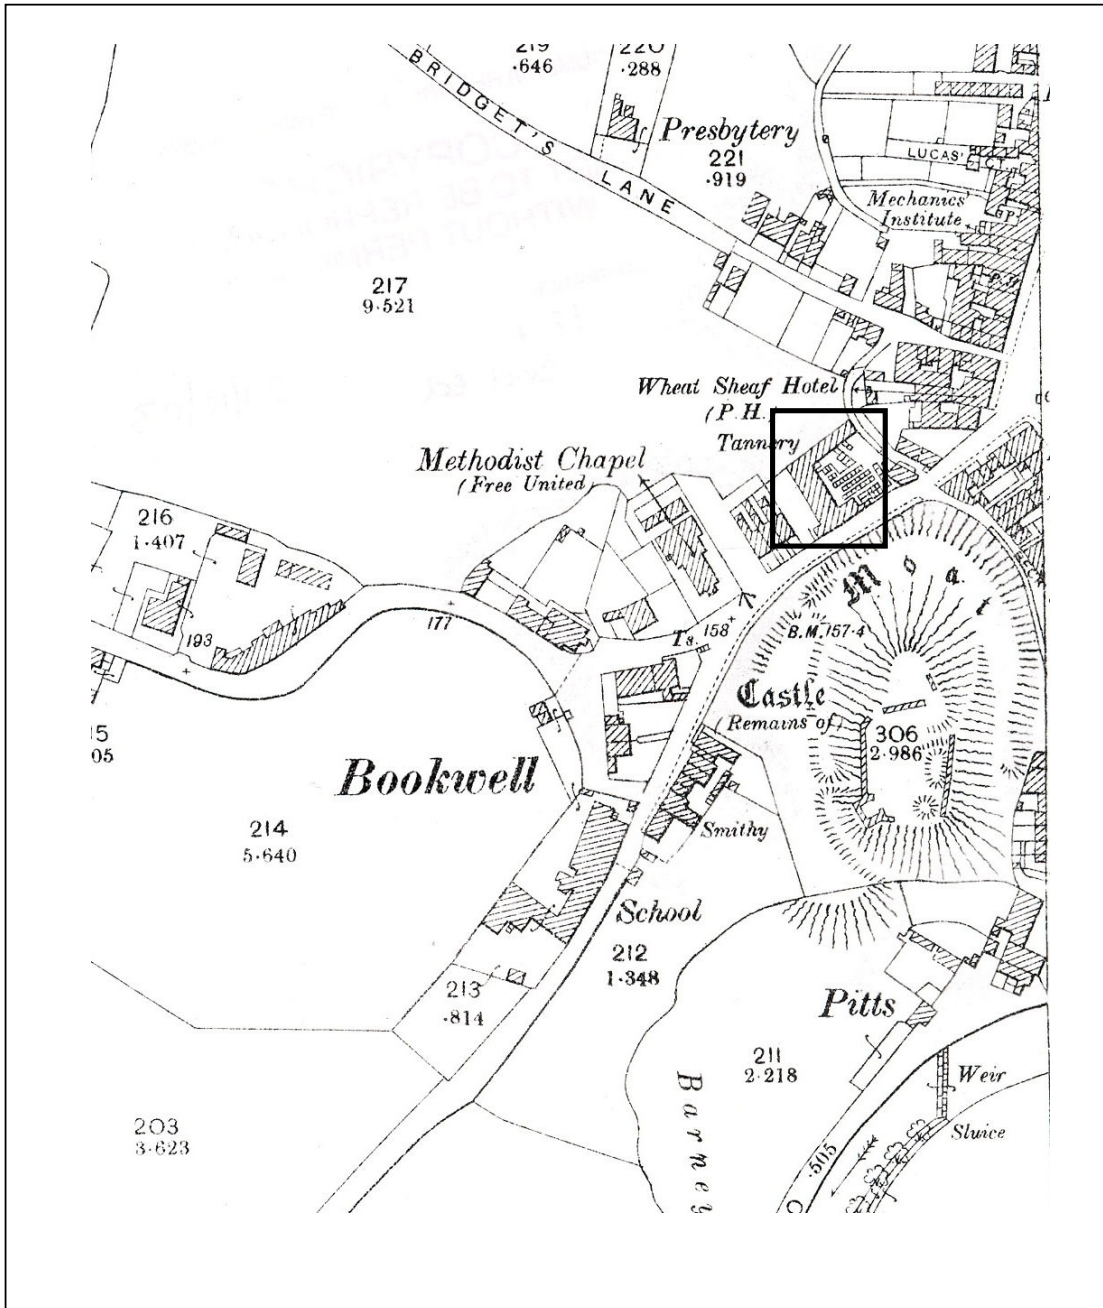 219
.646
220
.288
BRIDGET'S LANE
Presbytery
221
.919
LUCAS' CT.
Mechanics'
Institute
P.
217
9.521
Wheat Sheaf Hotel
(P.H.)
Tannery
Methodist Chapel
(Free United)
216
1.407
Moat
193
177
Ts.
158
B.M.157.4
Castle
(Remains of)
306
2.986
15
05
Bookwell
214
5.640
Smithy
School
212
1.348
213
.814
Pitts
211
2.218
Barney
Weir
Sluice
203
3.623
.505